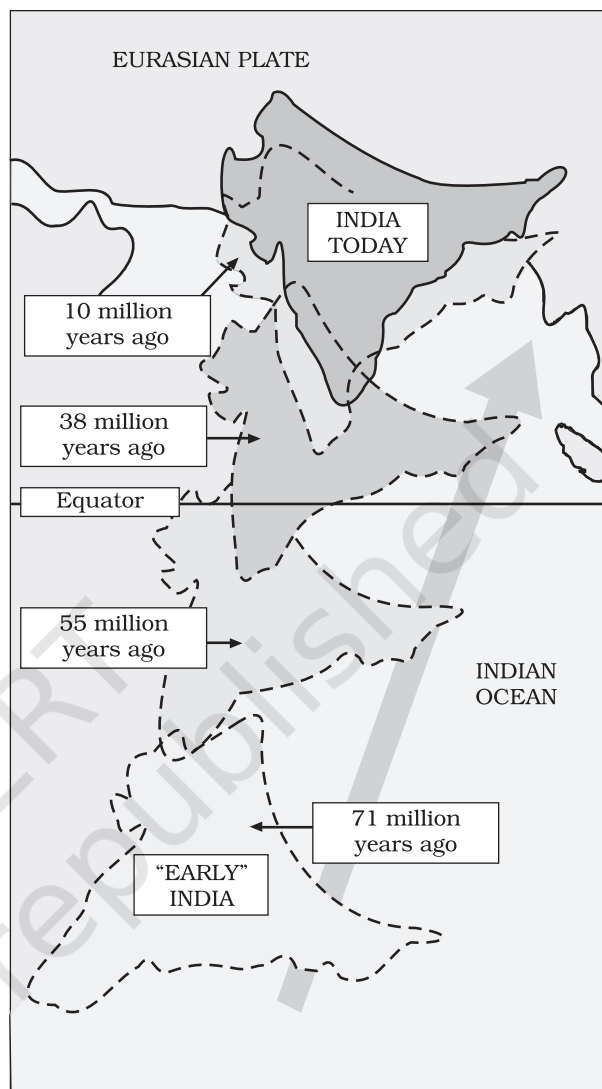 EURASIAN PLATE
INDIA
TODAY
10 million
years ago
38 million
years ago
Equator
55 million
years ago
INDIAN
OCEAN
71 million
years ago
“EARLY”
INDIA
republished